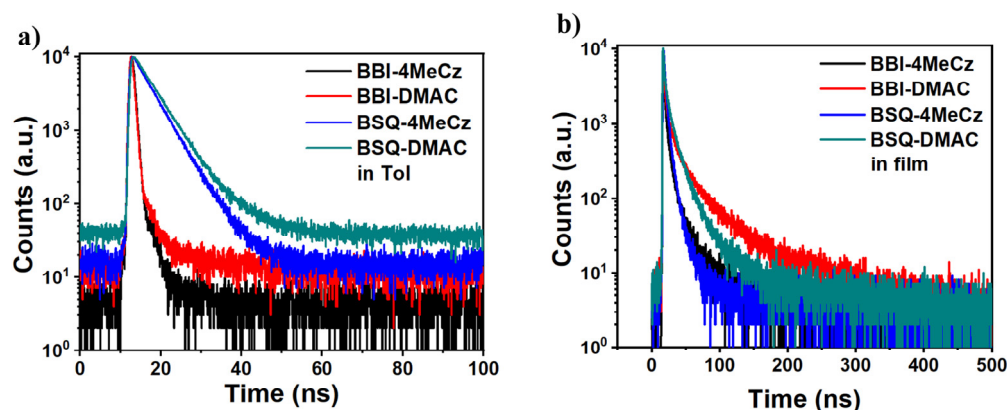 a)
Counts (a.u.)
10⁴
10³
10²
10¹
10⁰
BBI-4MeCz
BBI-DMAC
BSQ-4MeCz
BSQ-DMAC
in Tol
0 20 40 60 80 100
Time (ns)
b)
Counts (a.u.)
10⁴
10³
10²
10¹
10⁰
BBI-4MeCz
BBI-DMAC
BSQ-4MeCz
BSQ-DMAC
in film
0 100 200 300 400 500
Time (ns)